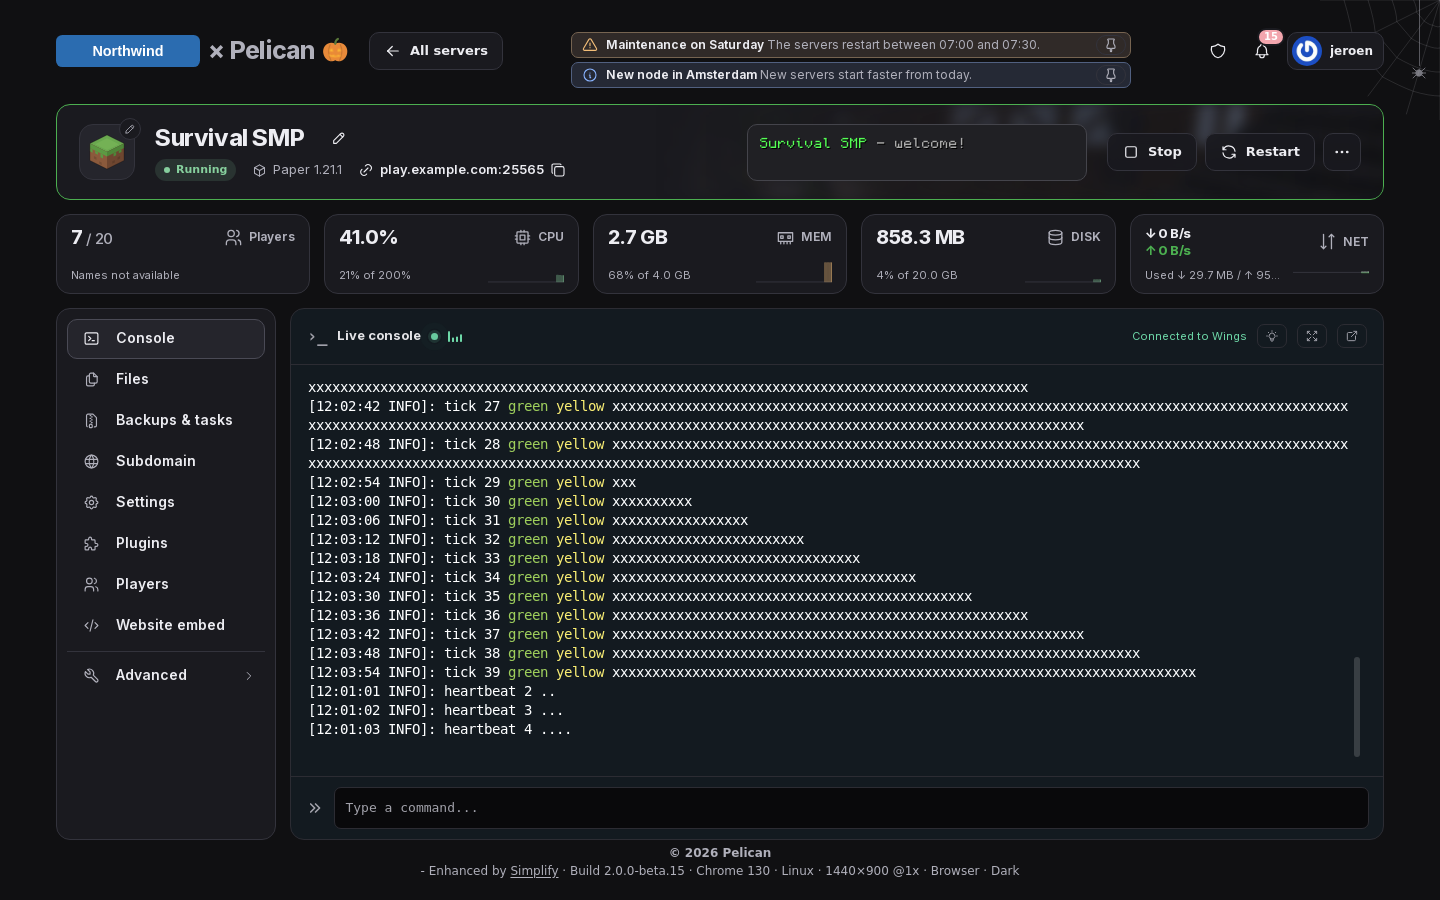 Northwind × Pelican
All servers
Maintenance on Saturday The servers restart between 07:00 and 07:30.
New node in Amsterdam New servers start faster from today.
15
jeroen
Survival SMP
Running
Paper 1.21.1
play.example.com:25565
Survival SMP - welcome!
Stop
Restart
7 / 20
Players
Names not available
41.0%
CPU
21% of 200%
2.7 GB
MEM
68% of 4.0 GB
858.3 MB
DISK
4% of 20.0 GB
↓ 0 B/s
↑ 0 B/s
NET
Used ↓ 29.7 MB / ↑ 95...
Console
Files
Backups & tasks
Subdomain
Settings
Plugins
Players
Website embed
Advanced
Live console
Connected to Wings
xxxxxxxxxxxxxxxxxxxxxxxxxxxxxxxxxxxxxxxxxxxxxxxxxxxxxxxxxxxxxxxxxxxxxxxxxxxxxxxxxxxxxxxxxx
[12:02:42 INFO]: tick 27 green yellow xxxxxxxxxxxxxxxxxxxxxxxxxxxxxxxxxxxxxxxxxxxxxxxxxxxxxxxxxxxxxxxxxxxxxxxxxxxxxxxxxxxxxxxxxxxx
xxxxxxxxxxxxxxxxxxxxxxxxxxxxxxxxxxxxxxxxxxxxxxxxxxxxxxxxxxxxxxxxxxxxxxxxxxxxxxxxxxxxxxxxxxxxxxxxx
[12:02:48 INFO]: tick 28 green yellow xxxxxxxxxxxxxxxxxxxxxxxxxxxxxxxxxxxxxxxxxxxxxxxxxxxxxxxxxxxxxxxxxxxxxxxxxxxxxxxxxxxxxxxxxxxx
xxxxxxxxxxxxxxxxxxxxxxxxxxxxxxxxxxxxxxxxxxxxxxxxxxxxxxxxxxxxxxxxxxxxxxxxxxxxxxxxxxxxxxxxxxxxxxxxxxxxxxxx
[12:02:54 INFO]: tick 29 green yellow xxx
[12:03:00 INFO]: tick 30 green yellow xxxxxxxxxx
[12:03:06 INFO]: tick 31 green yellow xxxxxxxxxxxxxxxxx
[12:03:12 INFO]: tick 32 green yellow xxxxxxxxxxxxxxxxxxxxxxxx
[12:03:18 INFO]: tick 33 green yellow xxxxxxxxxxxxxxxxxxxxxxxxxxxxxxx
[12:03:24 INFO]: tick 34 green yellow xxxxxxxxxxxxxxxxxxxxxxxxxxxxxxxxxxxxxx
[12:03:30 INFO]: tick 35 green yellow xxxxxxxxxxxxxxxxxxxxxxxxxxxxxxxxxxxxxxxxxxxxx
[12:03:36 INFO]: tick 36 green yellow xxxxxxxxxxxxxxxxxxxxxxxxxxxxxxxxxxxxxxxxxxxxxxxxxxxx
[12:03:42 INFO]: tick 37 green yellow xxxxxxxxxxxxxxxxxxxxxxxxxxxxxxxxxxxxxxxxxxxxxxxxxxxxxxxxxxx
[12:03:48 INFO]: tick 38 green yellow xxxxxxxxxxxxxxxxxxxxxxxxxxxxxxxxxxxxxxxxxxxxxxxxxxxxxxxxxxxxxxxxxx
[12:03:54 INFO]: tick 39 green yellow xxxxxxxxxxxxxxxxxxxxxxxxxxxxxxxxxxxxxxxxxxxxxxxxxxxxxxxxxxxxxxxxxxxxxxxxx
[12:01:01 INFO]: heartbeat 2 ..
[12:01:02 INFO]: heartbeat 3 ...
[12:01:03 INFO]: heartbeat 4 ....
Type a command...
© 2026 Pelican
- Enhanced by Simplify · Build 2.0.0-beta.15 · Chrome 130 · Linux · 1440×900 @1x · Browser · Dark